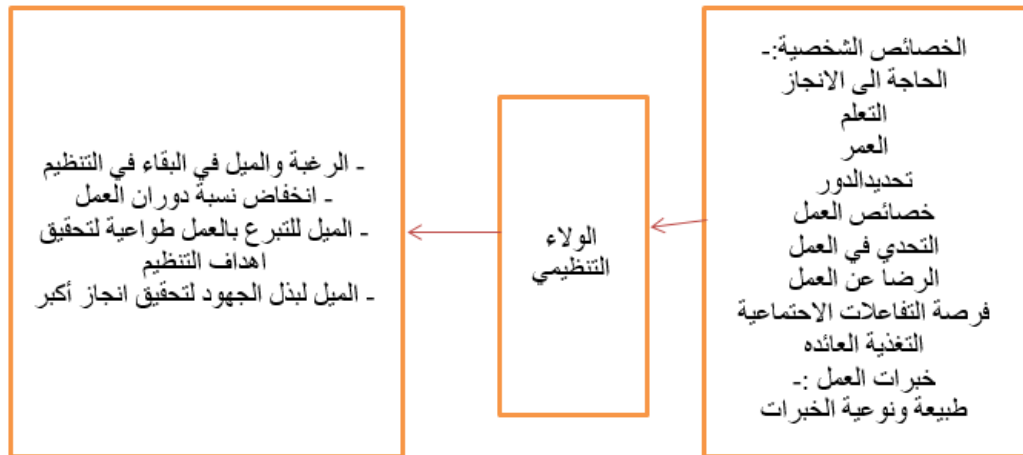 الخصائص الشخصية:-
الحاجة الى الانجاز
التعلم
العمر
تحديدالدور
خصائص العمل
التحدي في العمل
الرضا عن العمل
فرصة التفاعلات الاحتماعية
التغذية العائده
خبرات العمل :-
طبيعة ونوعية الخبرات
الولاء
التنظيمي
- الرغبة والميل في البقاء في التنظيم
- انخفاض نسبة دوران العمل
- الميل للتبرع بالعمل طواعية لتحقيق
اهداف التنظيم
- الميل لبذل الجهود لتحقيق انجاز أكبر